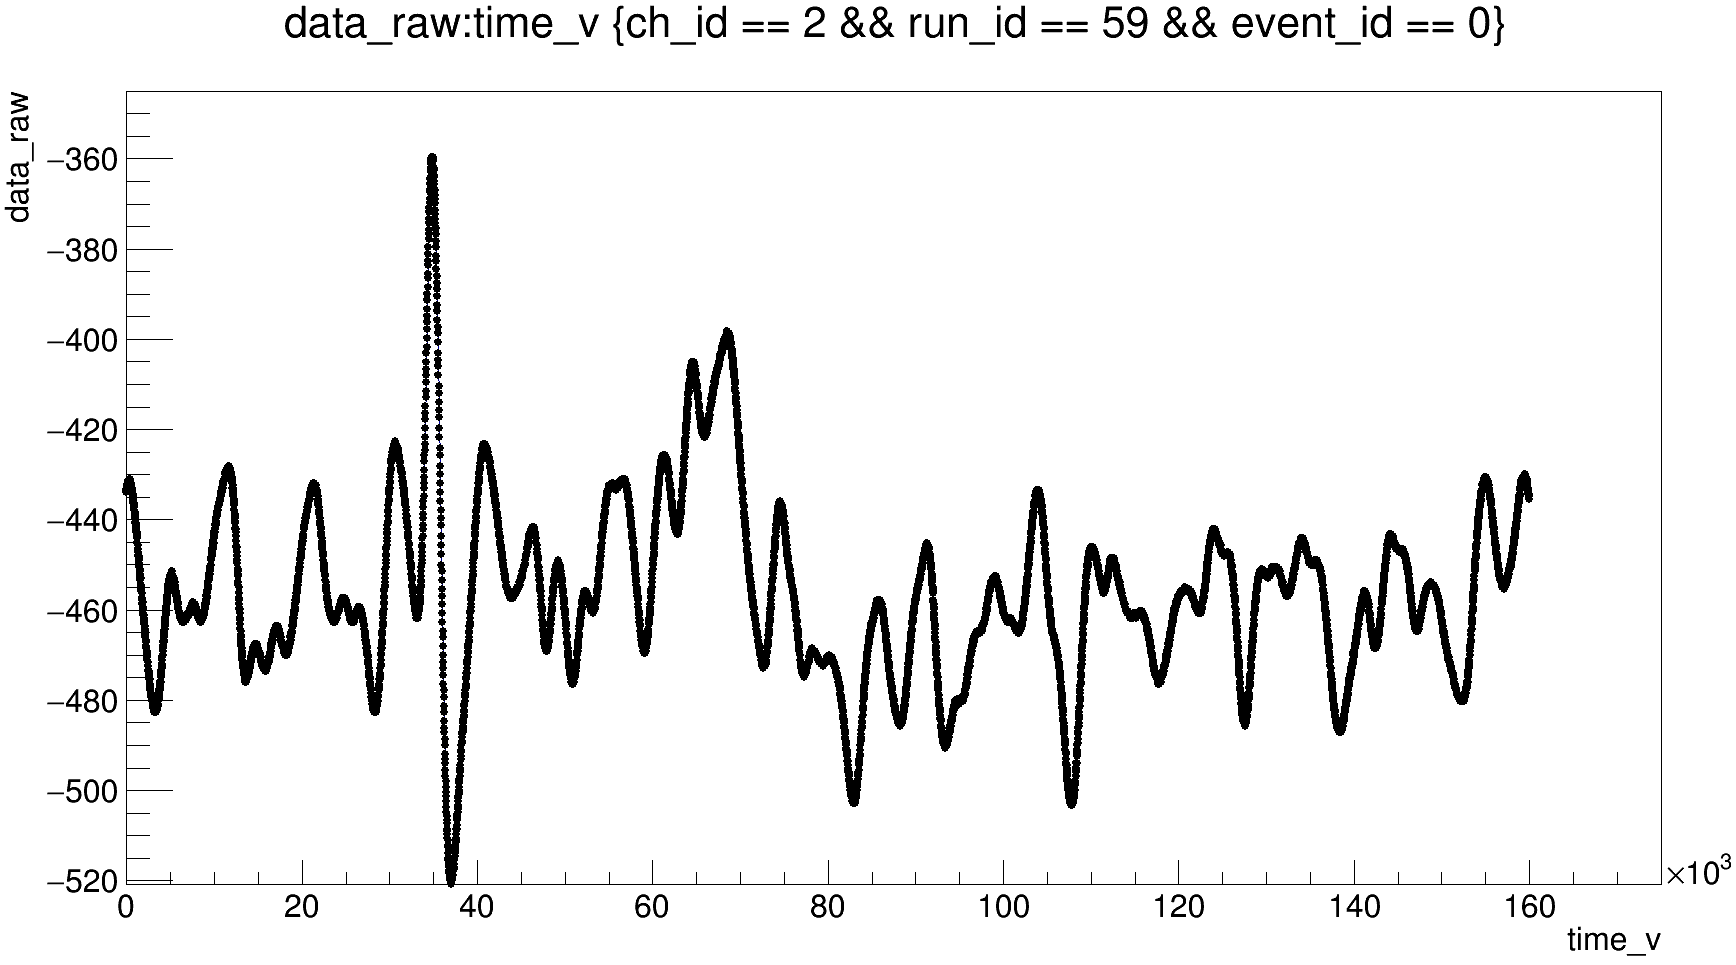 data_raw:time_v {ch_id == 2 && run_id == 59 && event_id == 0}
data_raw
−360
−380
−400
−420
−440
−460
−480
−500
−520
0 20 40 60 80 100 120 140 160
×10³
time_v